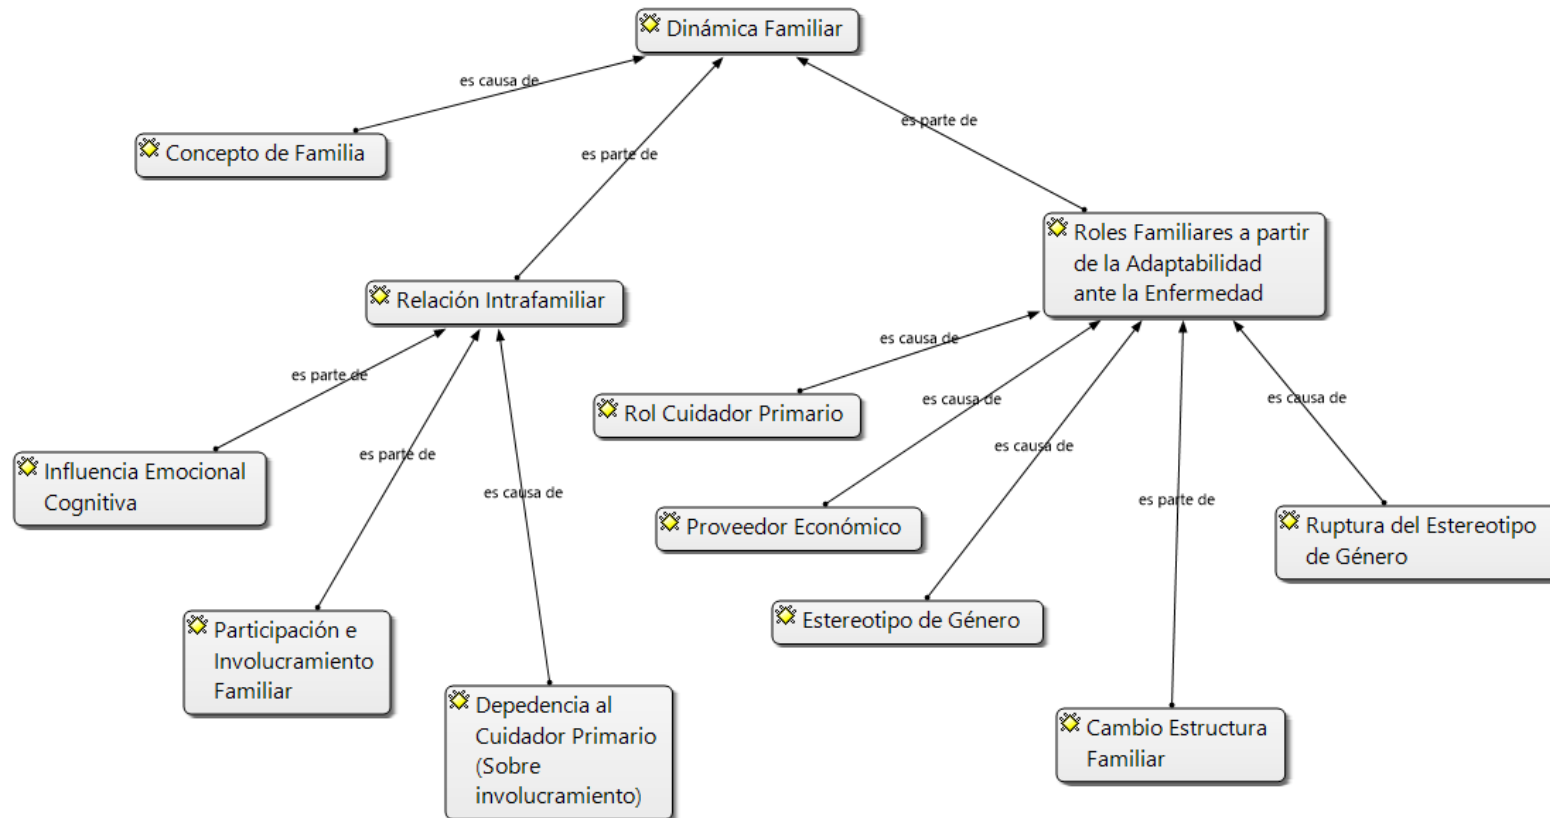 Dinámica Familiar
es causa de
es parte de
Concepto de Familia
es parte de
Roles Familiares a partir
de la Adaptabilidad
ante la Enfermedad
Relación Intrafamiliar
es causa de
es parte de
Rol Cuidador Primario
es causa de
es causa de
es causa de
es parte de
Influencia Emocional
Cognitiva
es causa de
es parte de
Proveedor Económico
Ruptura del Estereotipo
de Género
Estereotipo de Género
Participación e
Involucramiento
Familiar
Depedencia al
Cuidador Primario
(Sobre
involucramiento)
Cambio Estructura
Familiar